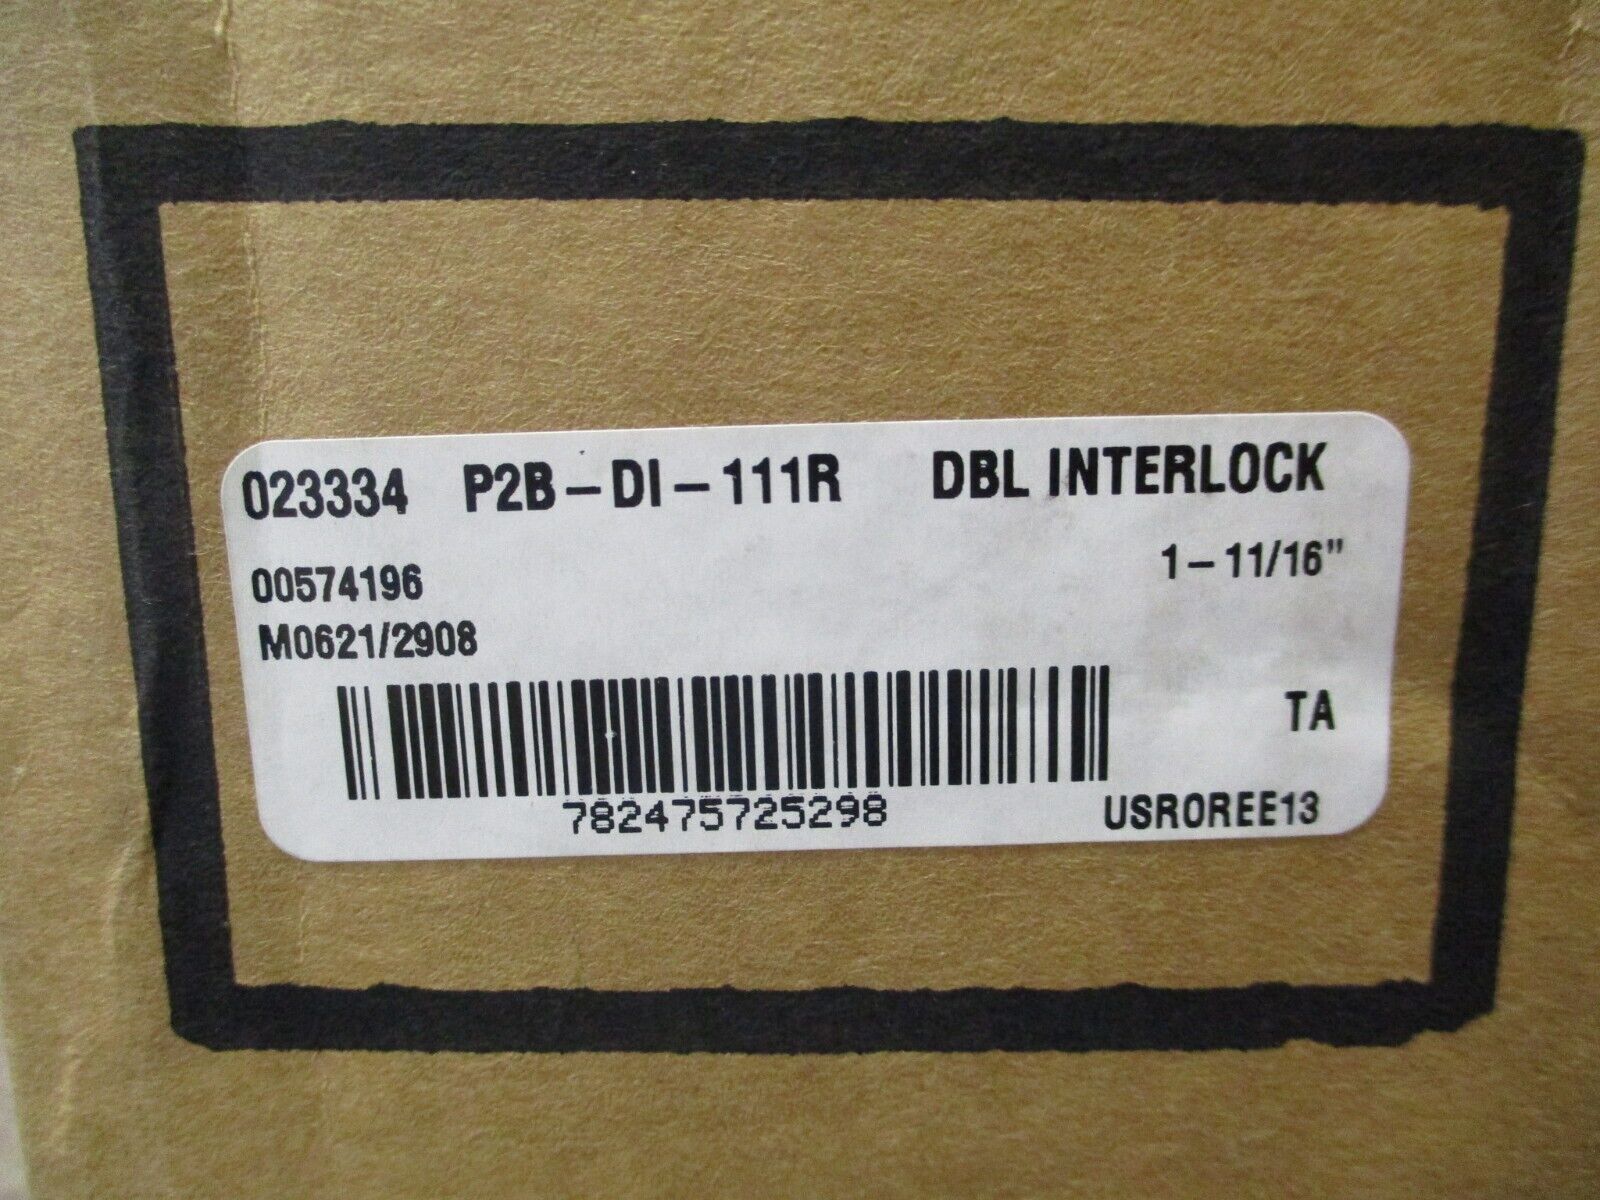 023334 P2B-DI-111R DBL INTERLOCK
00574196 1-11/16"
M0621/2908
TA
782475725298 USROREE13